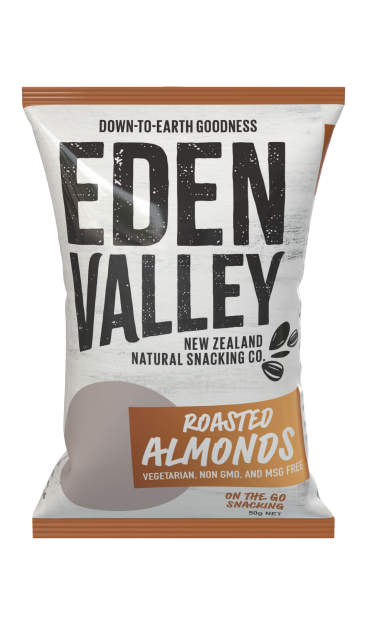 DOWN-TO-EARTH GOODNESS
EDEN
VALLEY
NEW ZEALAND
NATURAL SNACKING CO.
ROASTED
ALMONDS
VEGETARIAN, NON GMO, AND MSG FREE
ON THE GO
SNACKING
50g NET